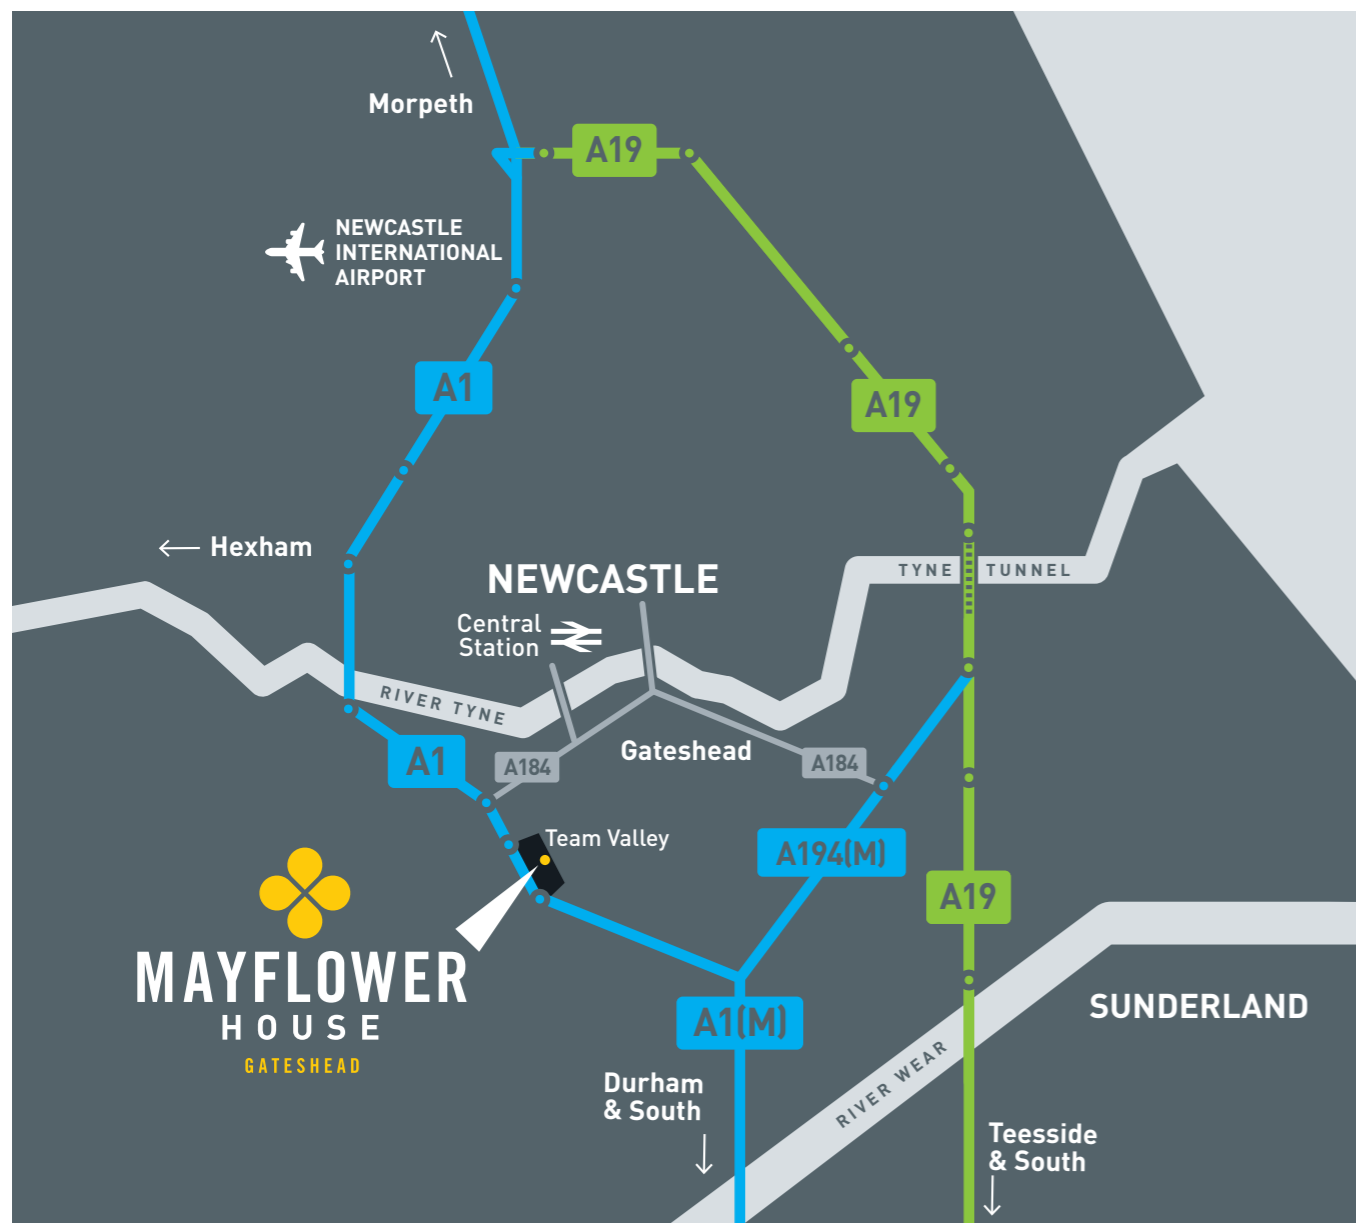 Morpeth
A19
NEWCASTLE
INTERNATIONAL
AIRPORT
A1
A19
Hexham
NEWCASTLE
TYNE TUNNEL
Central
Station
RIVER TYNE
Gateshead
A1
A184
A184
Team Valley
A194(M)
A19
MAYFLOWER
HOUSE
GATESHEAD
A1(M)
SUNDERLAND
RIVER WEAR
Durham
& South
Teesside
& South